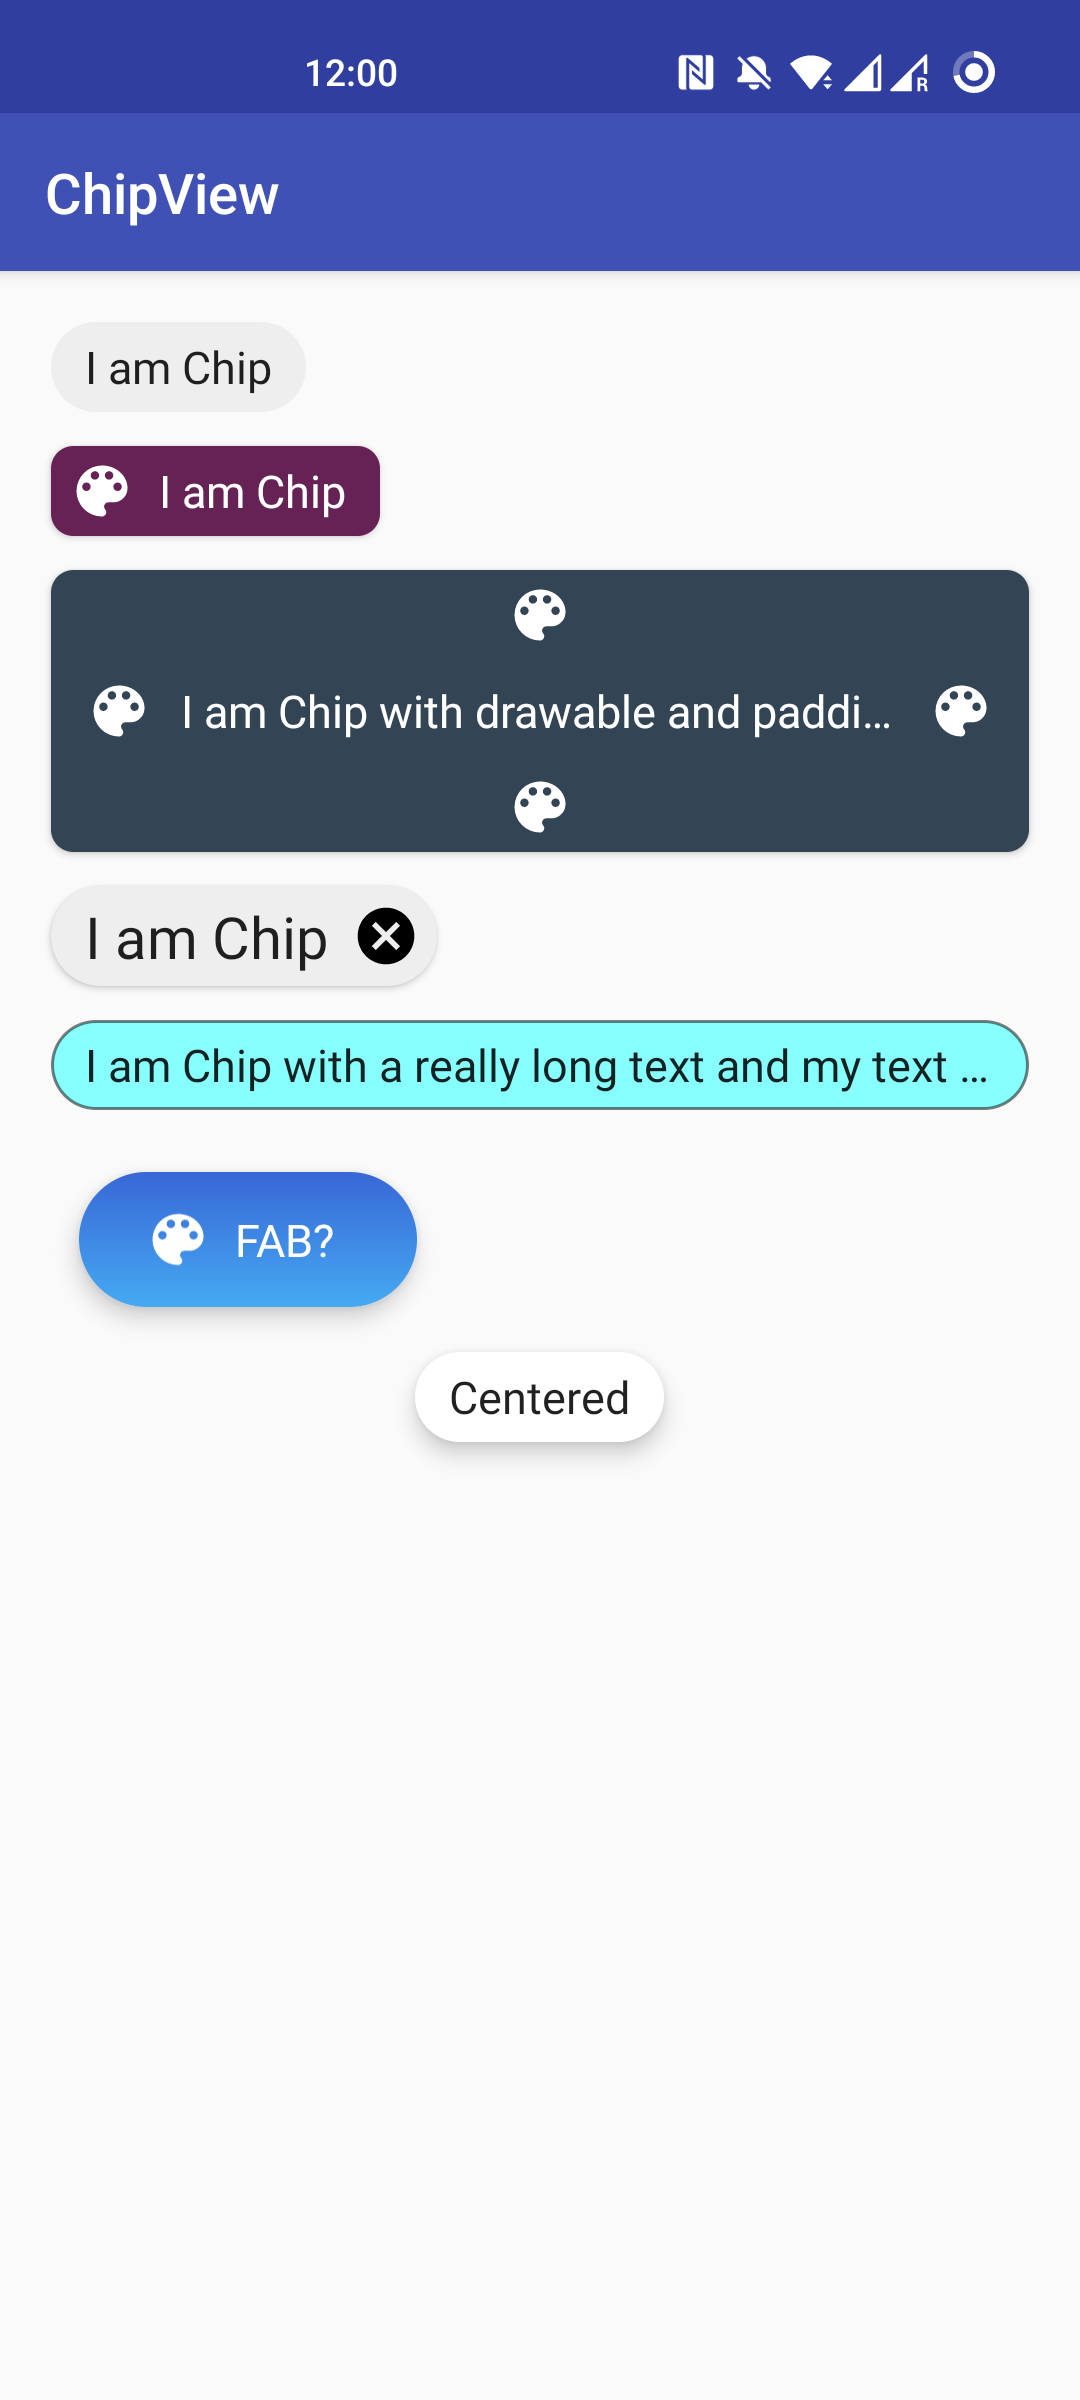 12:00
R
ChipView
I am Chip
I am Chip
I am Chip with drawable and paddi...
I am Chip
I am Chip with a really long text and my text ...
FAB?
Centered